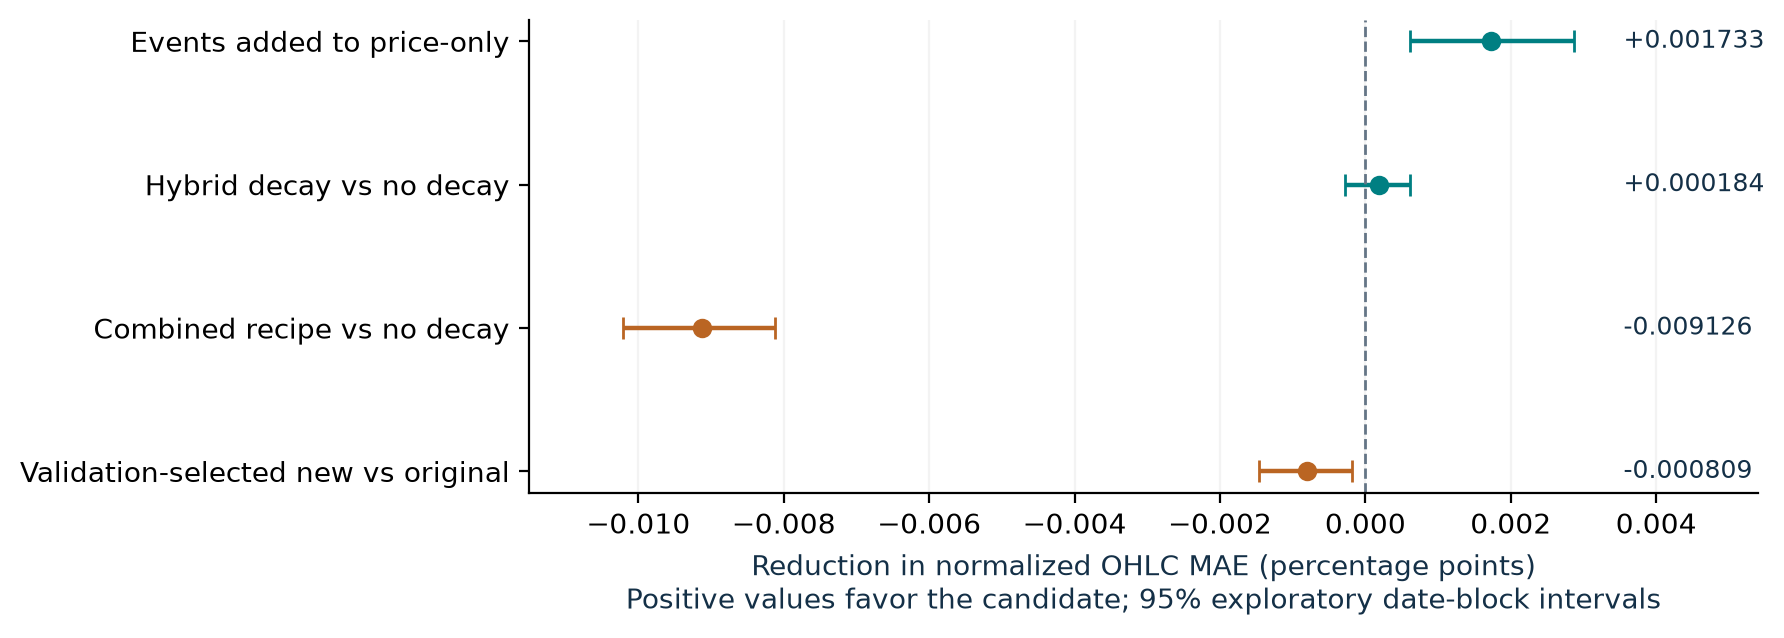 Events added to price-only
+0.001733
Hybrid decay vs no decay
+0.000184
Combined recipe vs no decay
-0.009126
Validation-selected new vs original
-0.000809
−0.010 −0.008 −0.006 −0.004 −0.002 0.000 0.002 0.004
Reduction in normalized OHLC MAE (percentage points)
Positive values favor the candidate; 95% exploratory date-block intervals